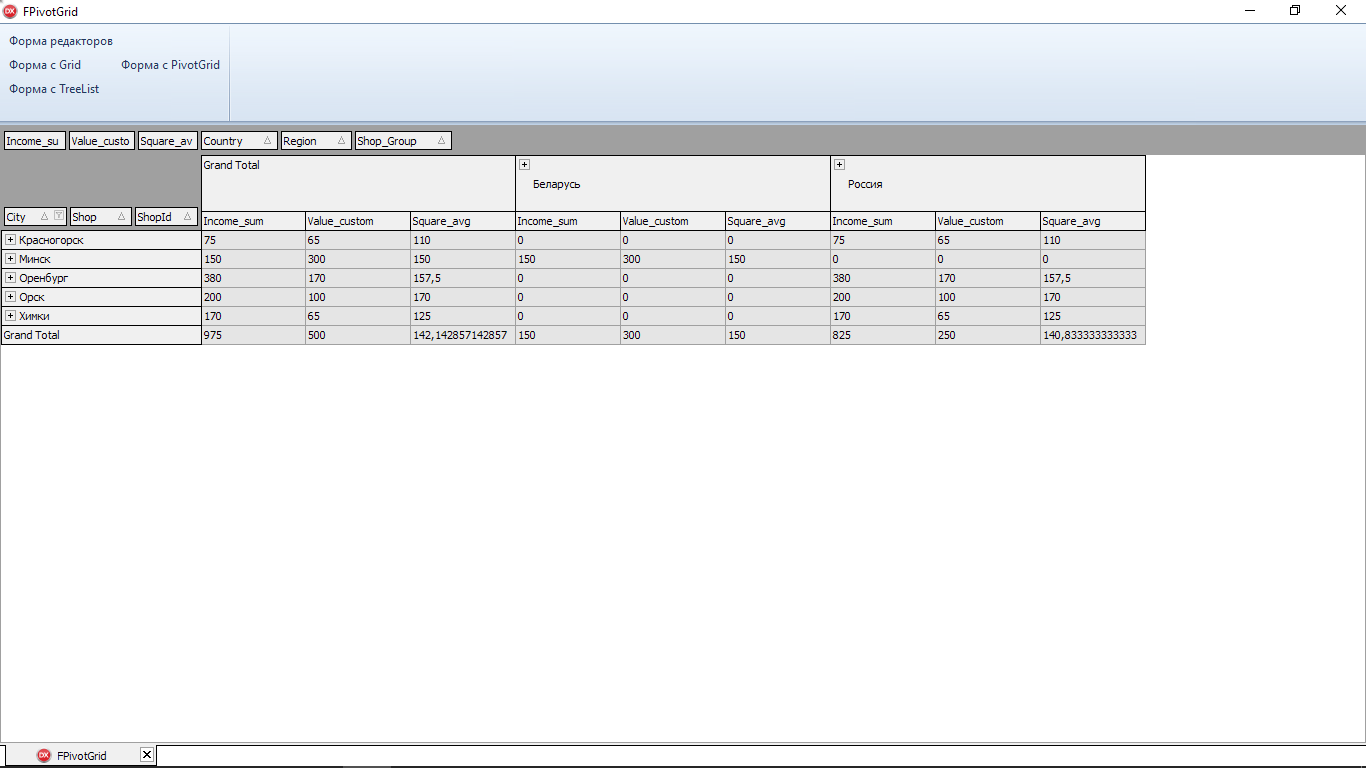 DX FPivotGrid
Форма редакторов
Форма с Grid Форма с PivotGrid
Форма с TreeList
Income_su Value_custo Square_av Country Region Shop_Group
Grand Total
Беларусь Россия
City Shop ShopId Income_sum Value_custom Square_avg Income_sum Value_custom Square_avg Income_sum Value_custom Square_avg
Красногорск 75 65 110 0 0 0 75 65 110
Минск 150 300 150 150 300 150 0 0 0
Оренбург 380 170 157,5 0 0 0 380 170 157,5
Орск 200 100 170 0 0 0 200 100 170
Химки 170 65 125 0 0 0 170 65 125
Grand Total 975 500 142,142857142857 150 300 150 825 250 140,833333333333
DX FPivotGrid